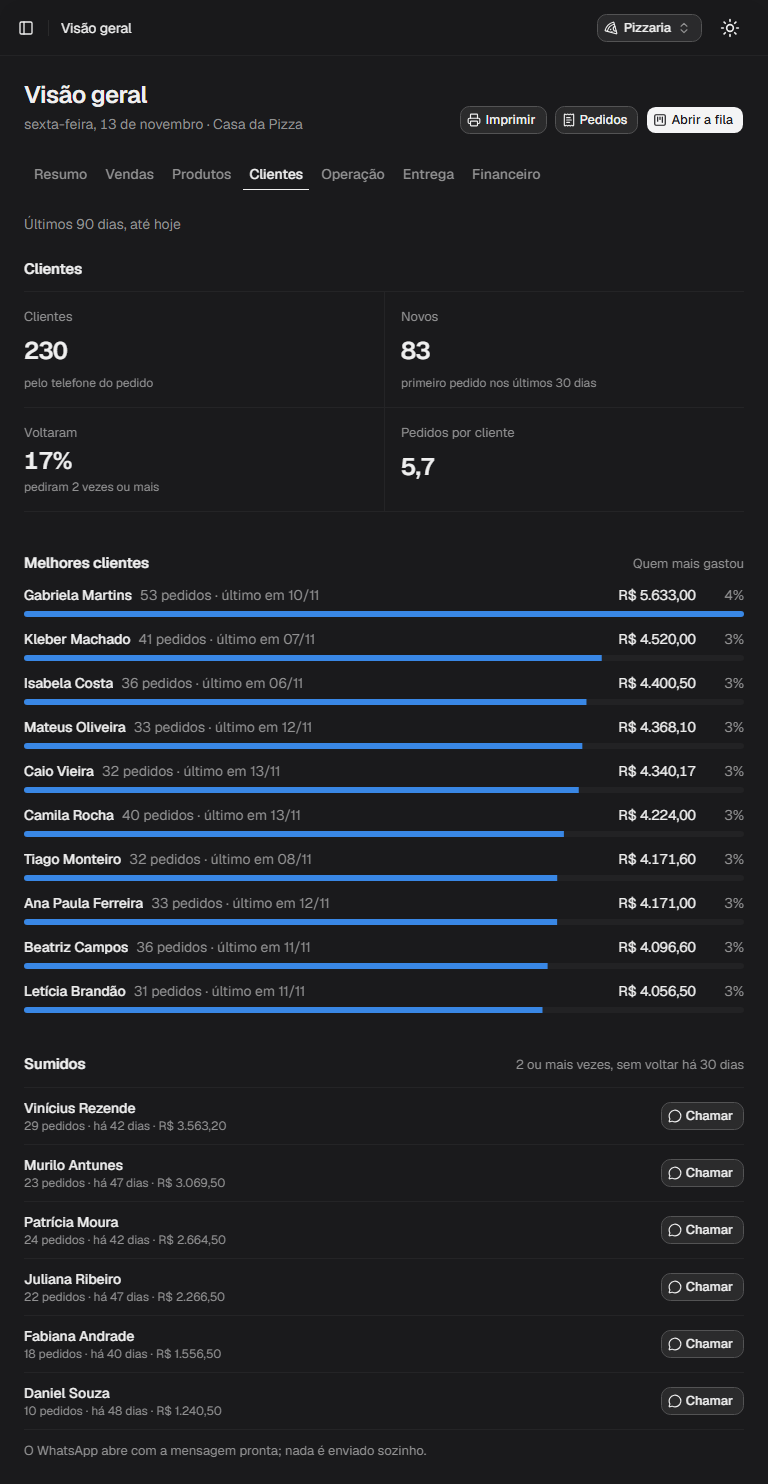 Visão geral
Pizzaria
Visão geral
sexta-feira, 13 de novembro · Casa da Pizza
Imprimir
Pedidos
Abrir a fila
Resumo Vendas Produtos Clientes Operação Entrega Financeiro
Últimos 90 dias, até hoje
Clientes
Clientes
230
pelo telefone do pedido
Novos
83
primeiro pedido nos últimos 30 dias
Voltaram
17%
pediram 2 vezes ou mais
Pedidos por cliente
5,7
Melhores clientes Quem mais gastou
Gabriela Martins 53 pedidos · último em 10/11 R$ 5.633,00 4%
Kleber Machado 41 pedidos · último em 07/11 R$ 4.520,00 3%
Isabela Costa 36 pedidos · último em 06/11 R$ 4.400,50 3%
Mateus Oliveira 33 pedidos · último em 12/11 R$ 4.368,10 3%
Caio Vieira 32 pedidos · último em 13/11 R$ 4.340,17 3%
Camila Rocha 40 pedidos · último em 13/11 R$ 4.224,00 3%
Tiago Monteiro 32 pedidos · último em 08/11 R$ 4.171,60 3%
Ana Paula Ferreira 33 pedidos · último em 12/11 R$ 4.171,00 3%
Beatriz Campos 36 pedidos · último em 11/11 R$ 4.096,60 3%
Letícia Brandão 31 pedidos · último em 11/11 R$ 4.056,50 3%
Sumidos 2 ou mais vezes, sem voltar há 30 dias
Vinícius Rezende
29 pedidos · há 42 dias · R$ 3.563,20
Chamar
Murilo Antunes
23 pedidos · há 47 dias · R$ 3.069,50
Chamar
Patrícia Moura
24 pedidos · há 42 dias · R$ 2.664,50
Chamar
Juliana Ribeiro
22 pedidos · há 47 dias · R$ 2.266,50
Chamar
Fabiana Andrade
18 pedidos · há 40 dias · R$ 1.556,50
Chamar
Daniel Souza
10 pedidos · há 48 dias · R$ 1.240,50
Chamar
O WhatsApp abre com a mensagem pronta; nada é enviado sozinho.